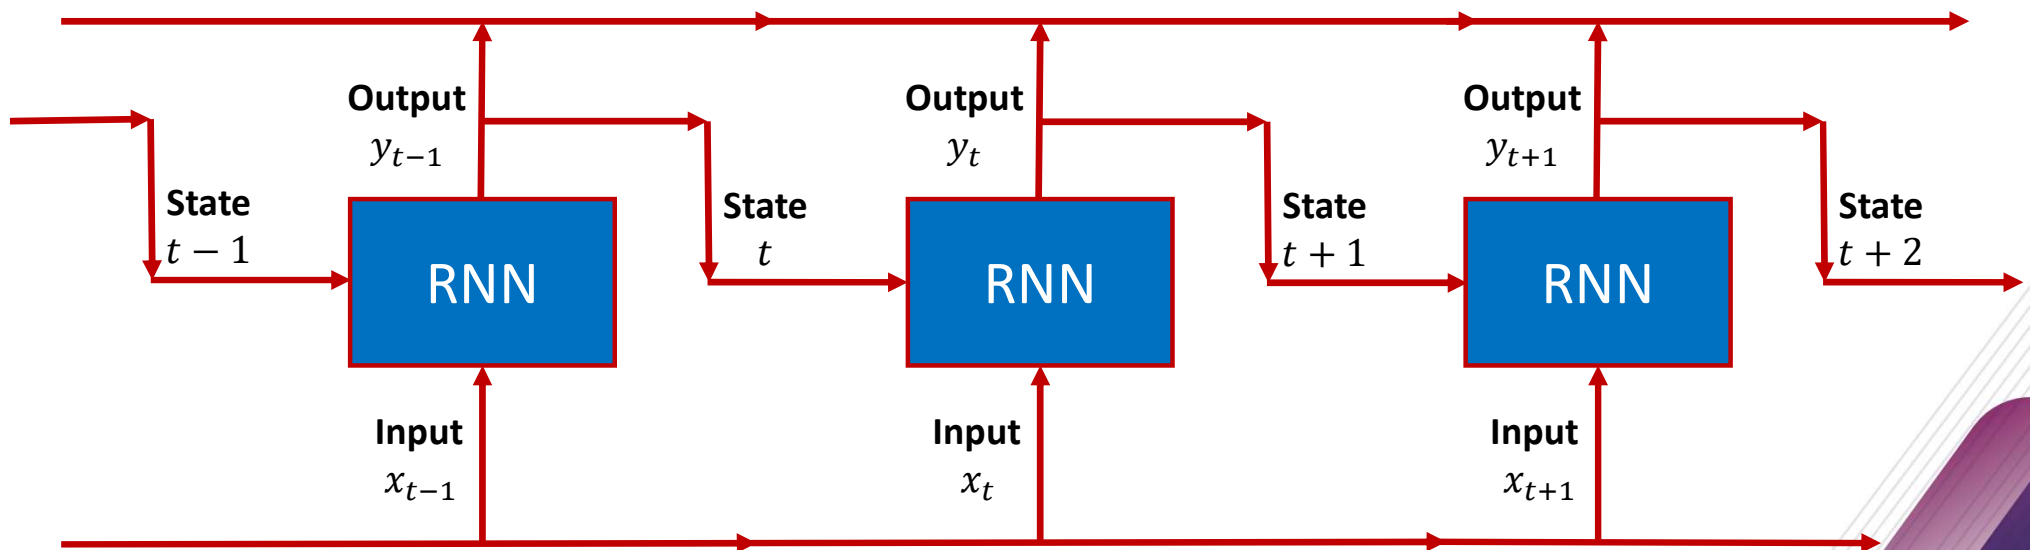 Output
y_{t−1}
State
t − 1
RNN
Input
x_{t−1}
Output
y_t
State
t
RNN
Input
x_t
Output
y_{t+1}
State
t + 1
RNN
Input
x_{t+1}
State
t + 2